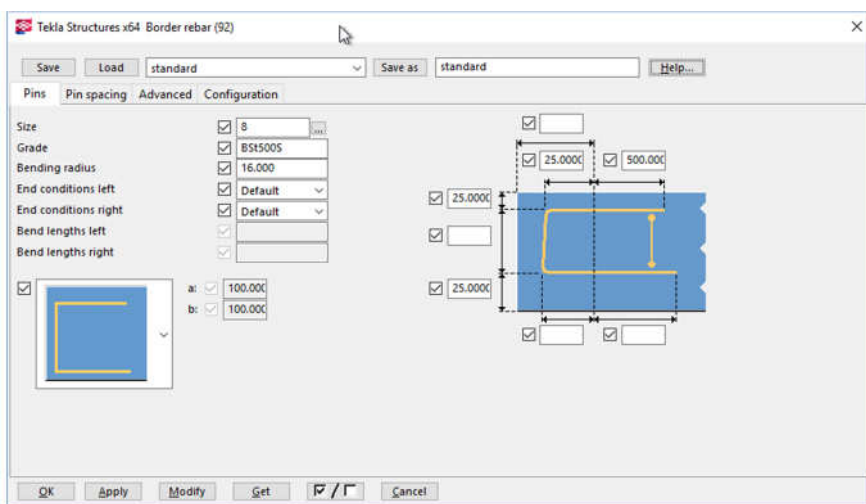 Tekla Structures x64 Border rebar (92)
Save Load standard Save as standard Help...
Pins Pin spacing Advanced Configuration
Size 8 ...
Grade BSt500S
Bending radius 16.000
End conditions left Default
End conditions right Default
Bend lengths left
Bend lengths right
a: 100.000
b: 100.000
25.0000 500.000
25.0000
25.0000
OK Apply Modify Get / Cancel